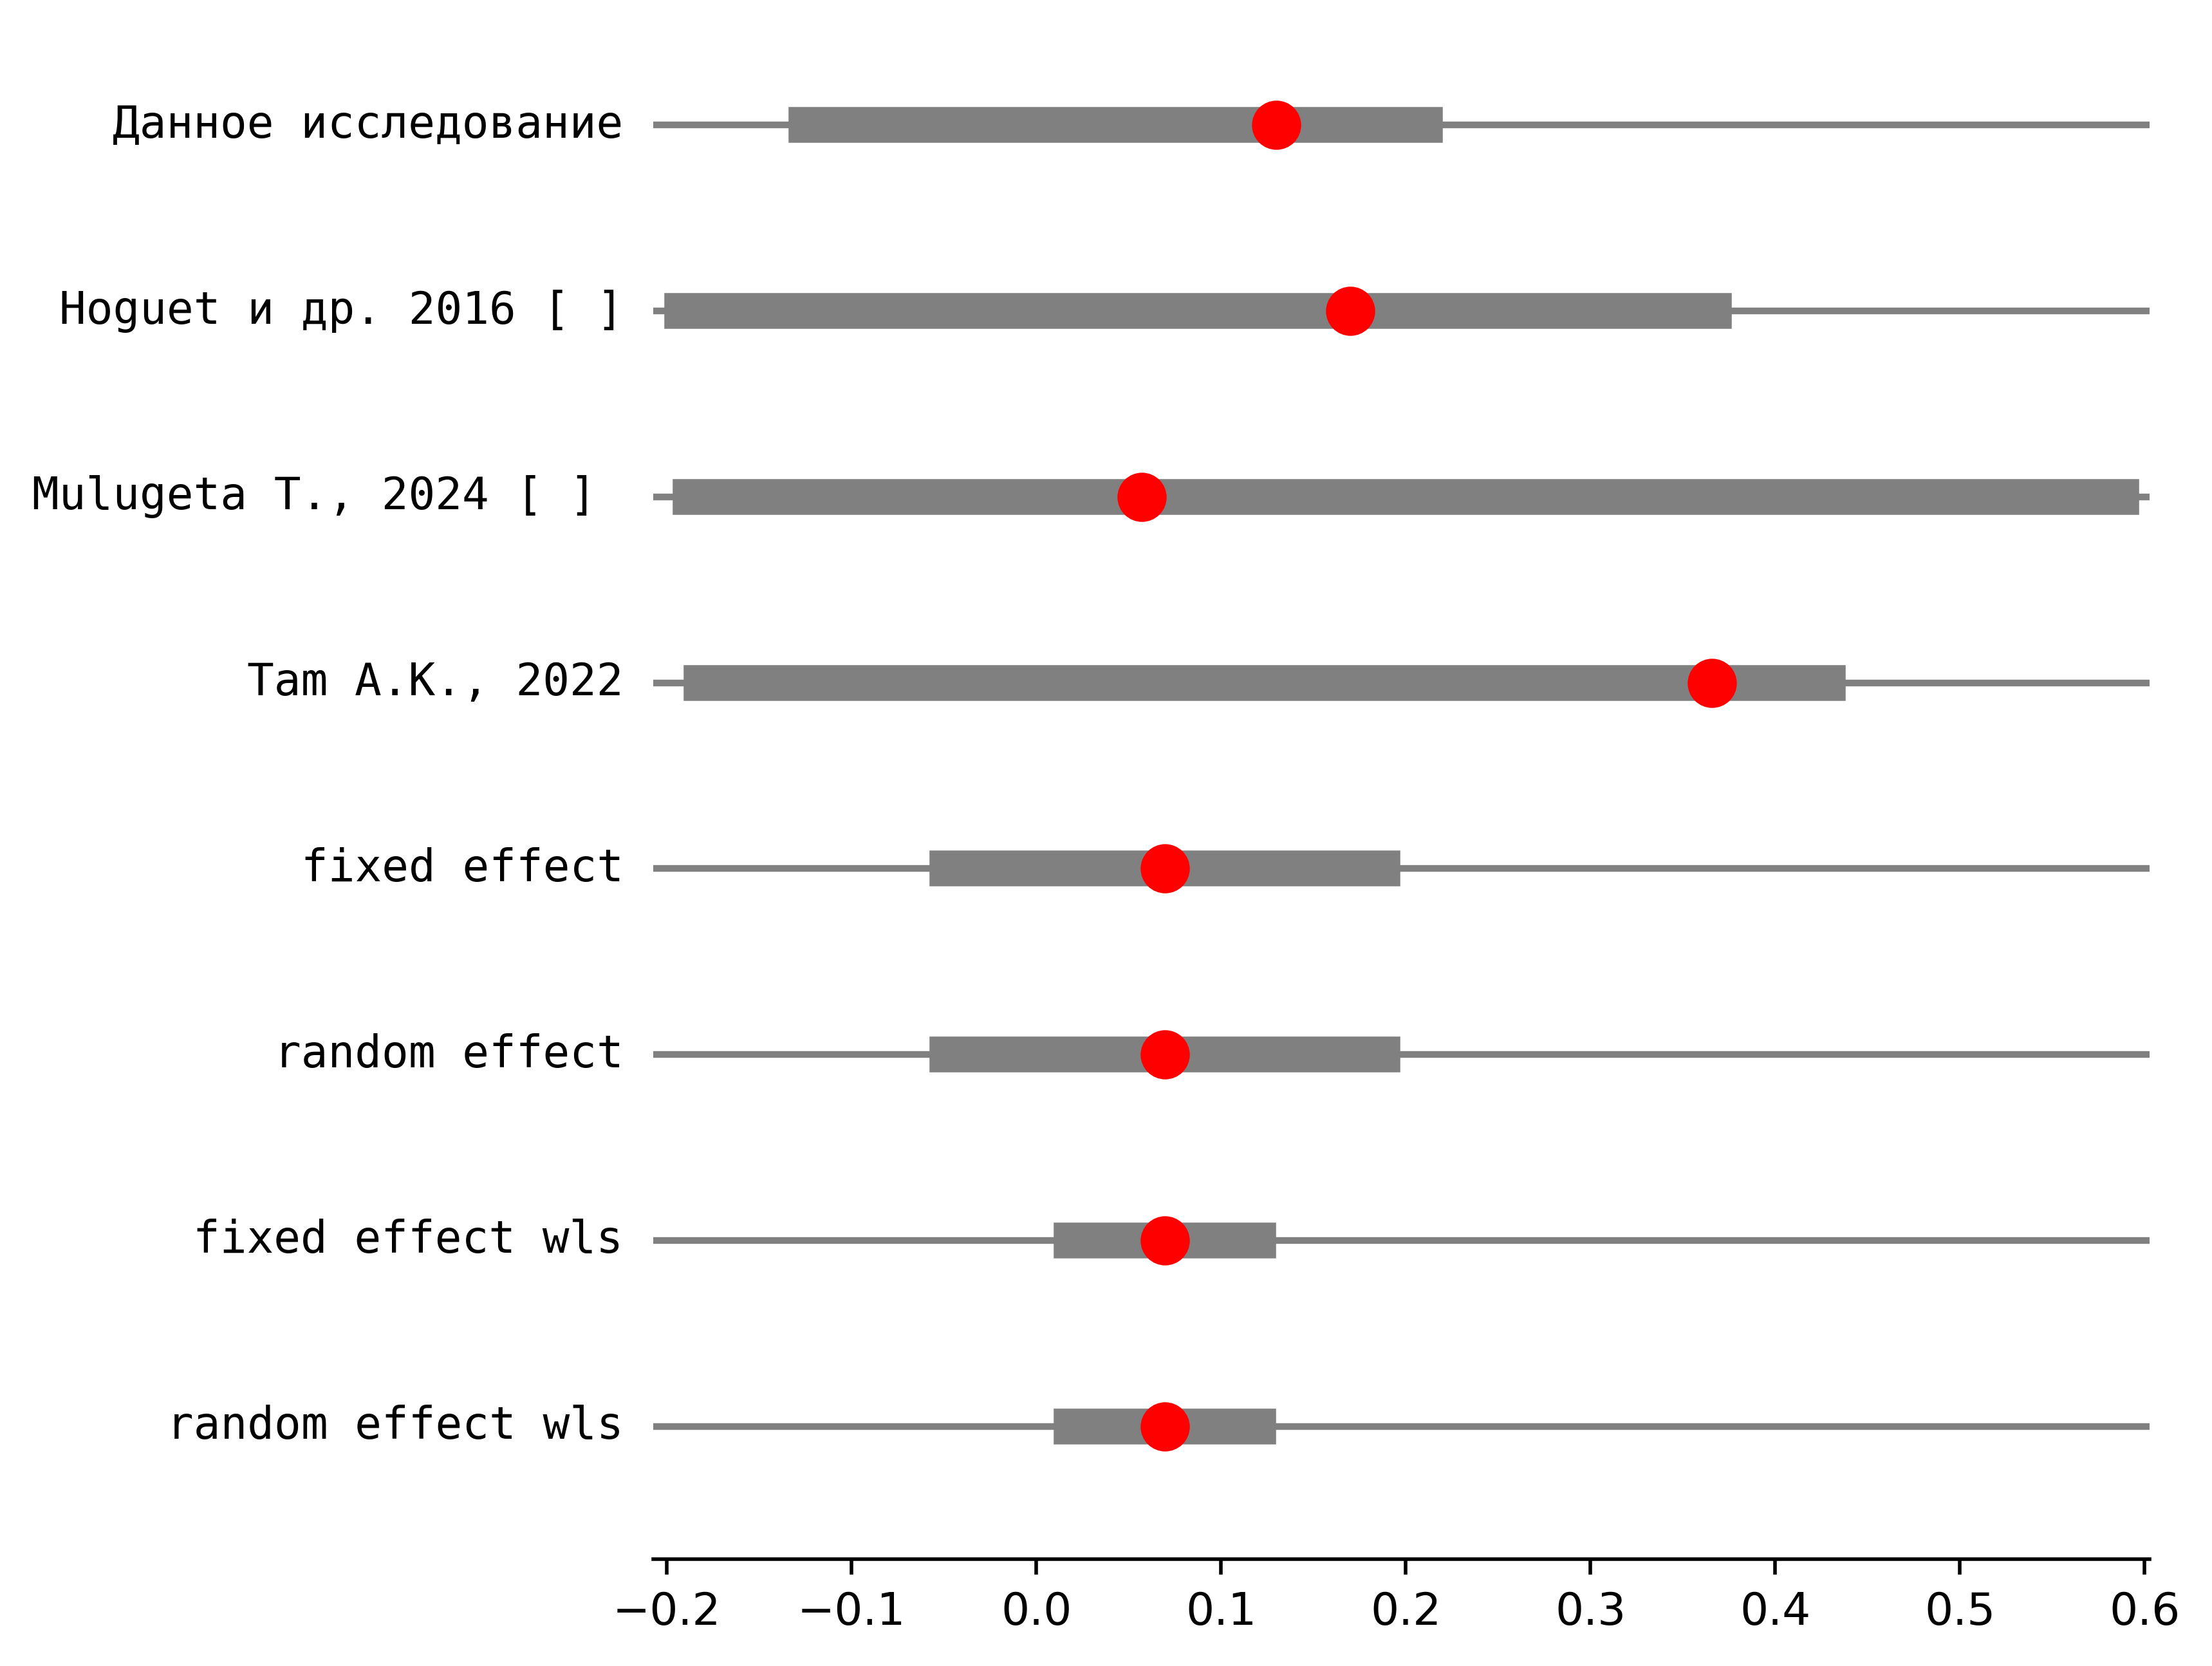 Данное исследование
Hoguet и др. 2016 [ ]
Mulugeta T., 2024 [ ]
Tam A.K., 2022
fixed effect
random effect
fixed effect wls
random effect wls
−0.2 −0.1 0.0 0.1 0.2 0.3 0.4 0.5 0.6